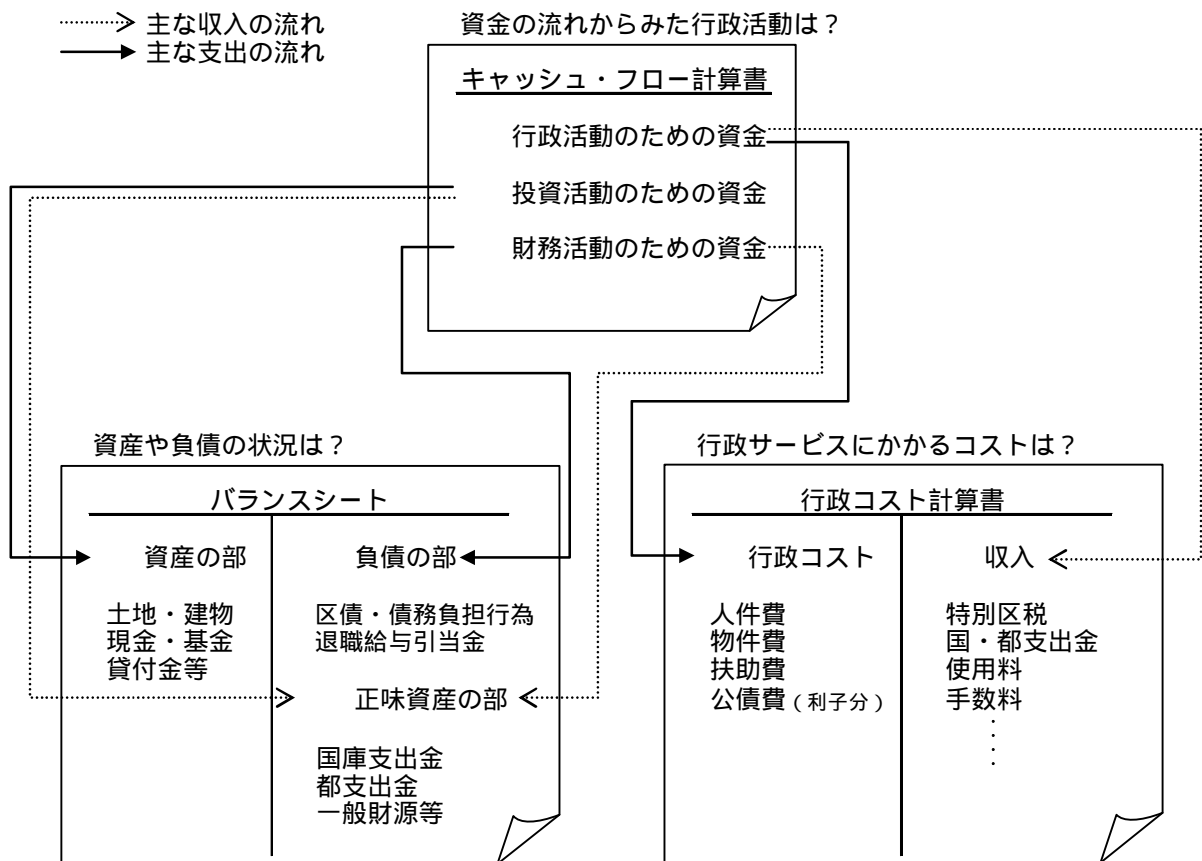 主な収入の流れ
主な支出の流れ
資金の流れからみた行政活動は？
キャッシュ・フロー計算書
行政活動のための資金
投資活動のための資金
財務活動のための資金
資産や負債の状況は？
バランスシート
資産の部
土地・建物
現金・基金
貸付金等
負債の部
区債・債務負担行為
退職給与引当金
正味資産の部
国庫支出金
都支出金
一般財源等
行政サービスにかかるコストは？
行政コスト計算書
行政コスト
人件費
物件費
扶助費
公債費（利子分）
収入
特別区税
国・都支出金
使用料
手数料